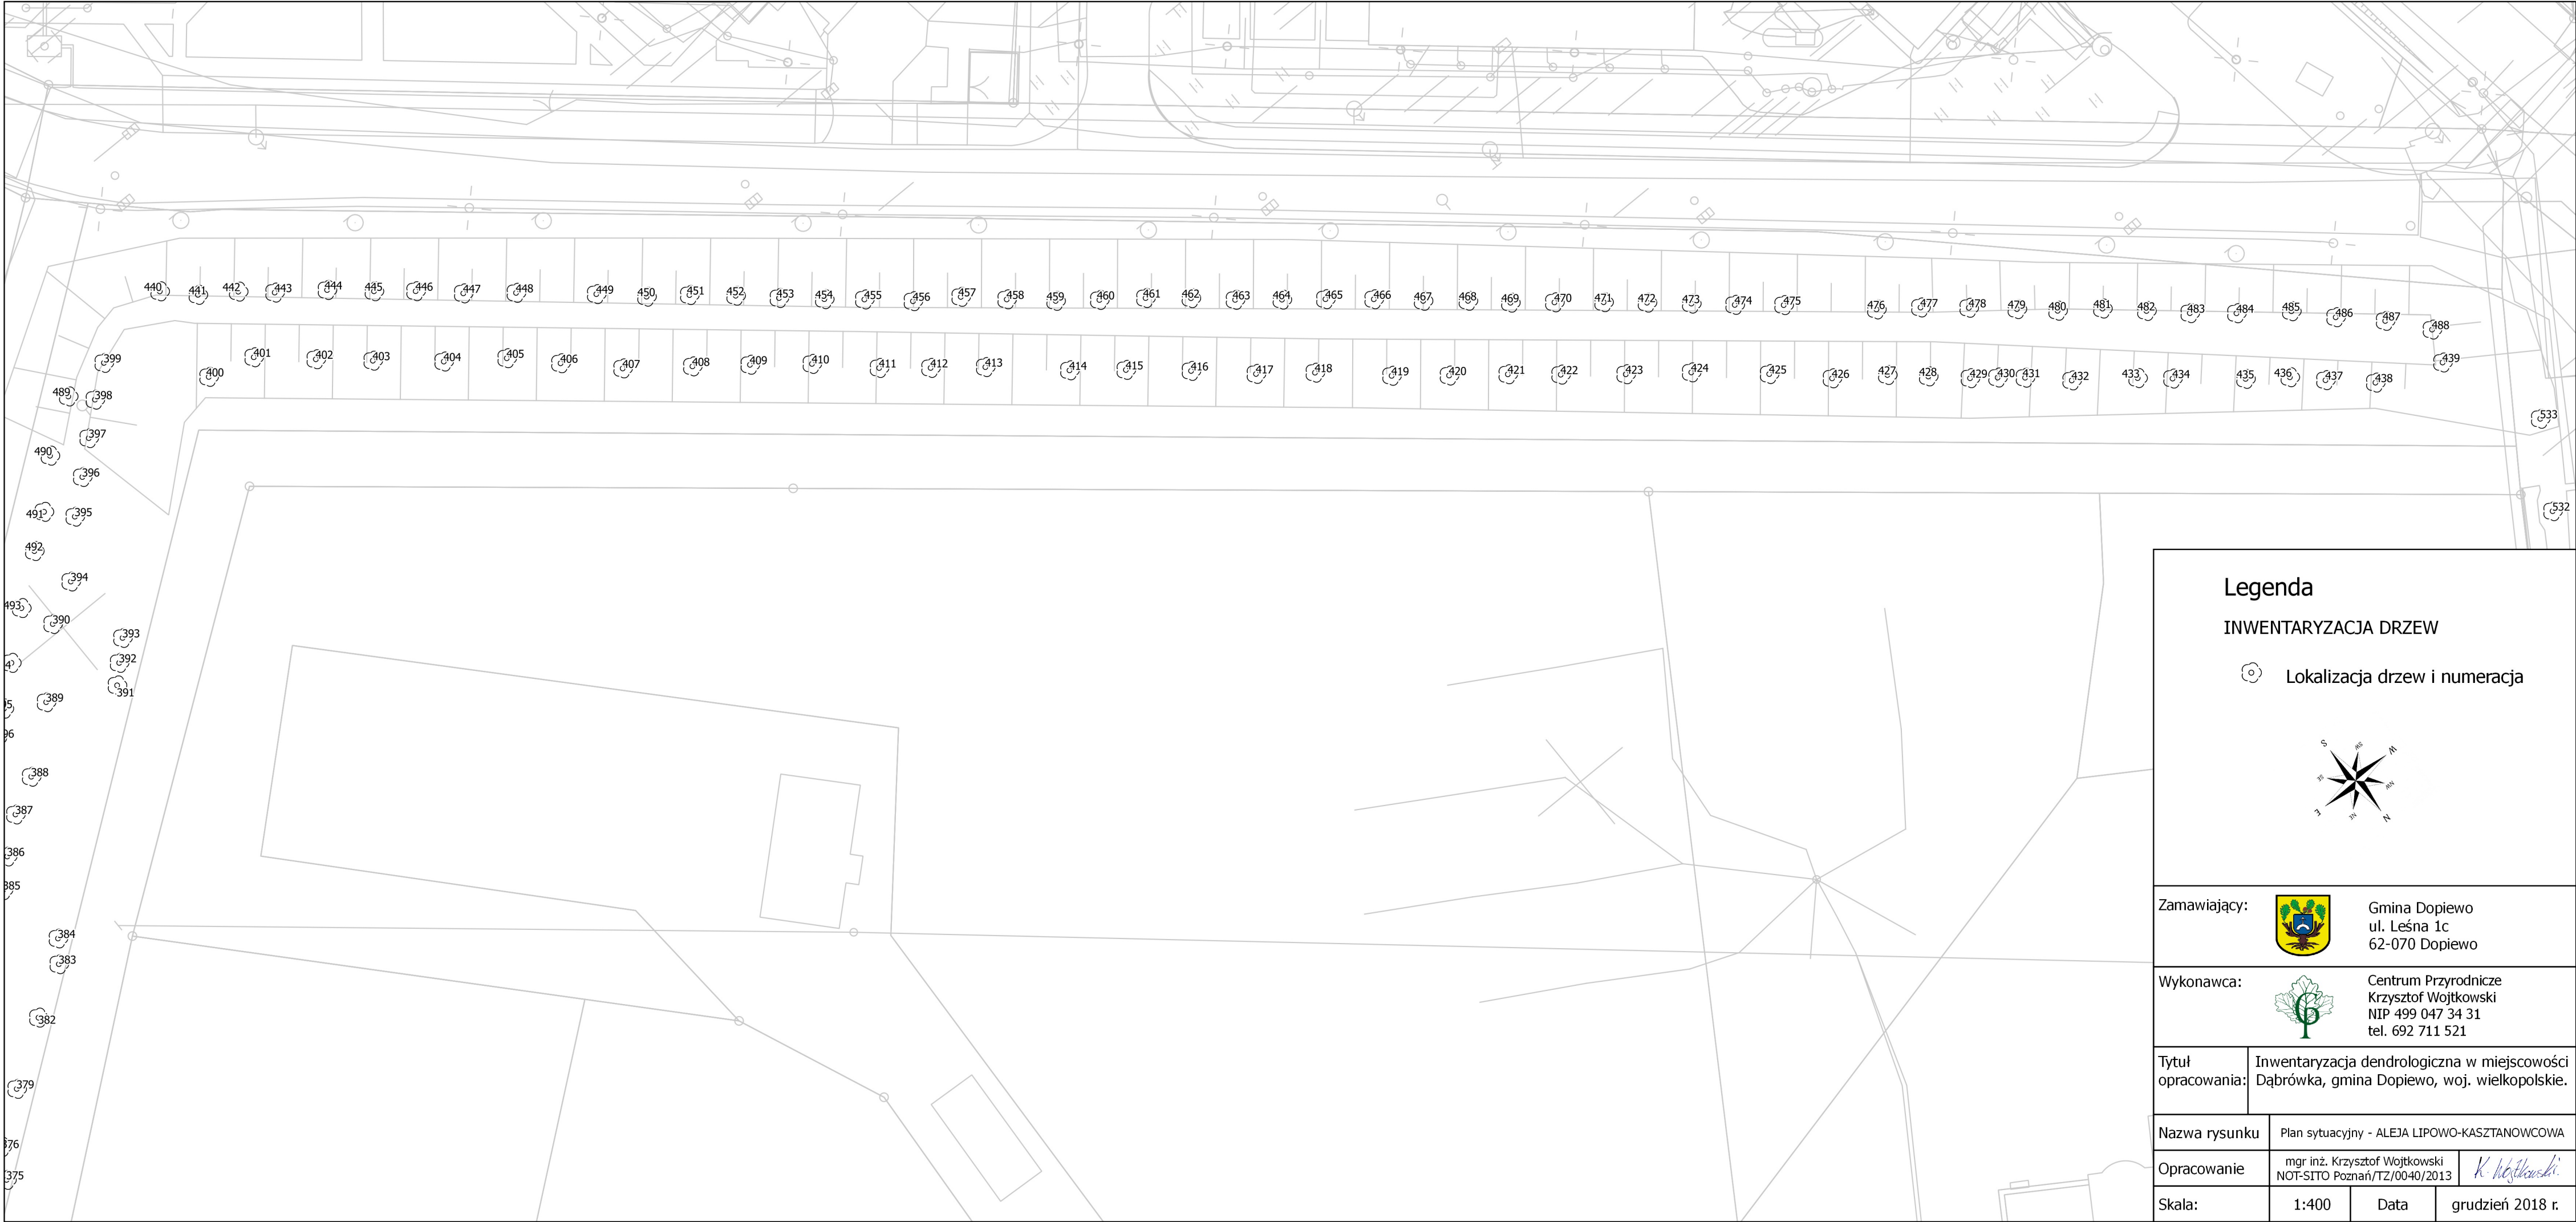 440 441 442 443 444 445 446 447 448 449 450 451 452 453 454 455 456 457 458 459 460 461 462 463 464 465 466 467 468 469 470 471 472 473 474 475 476 477 478 479 480 481 482 483 484 485 486 487 488
399 400 401 402 403 404 405 406 407 408 409 410 411 412 413 414 415 416 417 418 419 420 421 422 423 424 425 426 427 428 429 430 431 432 433 434 435 436 437 438 439
489 398
533
397
490
396
491 395
532
492
394
493 390
393
4 392
391
389
95
96
388
387
386
385
384
383
382
379
376
375
Legenda
INWENTARYZACJA DRZEW
Lokalizacja drzew i numeracja
S SW W
SE NW
E NE N
Zamawiający:
Gmina Dopiewo
ul. Leśna 1c
62-070 Dopiewo
Wykonawca:
Centrum Przyrodnicze
Krzysztof Wojtkowski
NIP 499 047 34 31
tel. 692 711 521
Tytuł
opracowania:
Inwentaryzacja dendrologiczna w miejscowości
Dąbrówka, gmina Dopiewo, woj. wielkopolskie.
Nazwa rysunku
Plan sytuacyjny - ALEJA LIPOWO-KASZTANOWCOWA
Opracowanie
mgr inż. Krzysztof Wojtkowski
NOT-SITO Poznań/TZ/0040/2013
K. Wojtkowski.
Skala: 1:400 Data grudzień 2018 r.